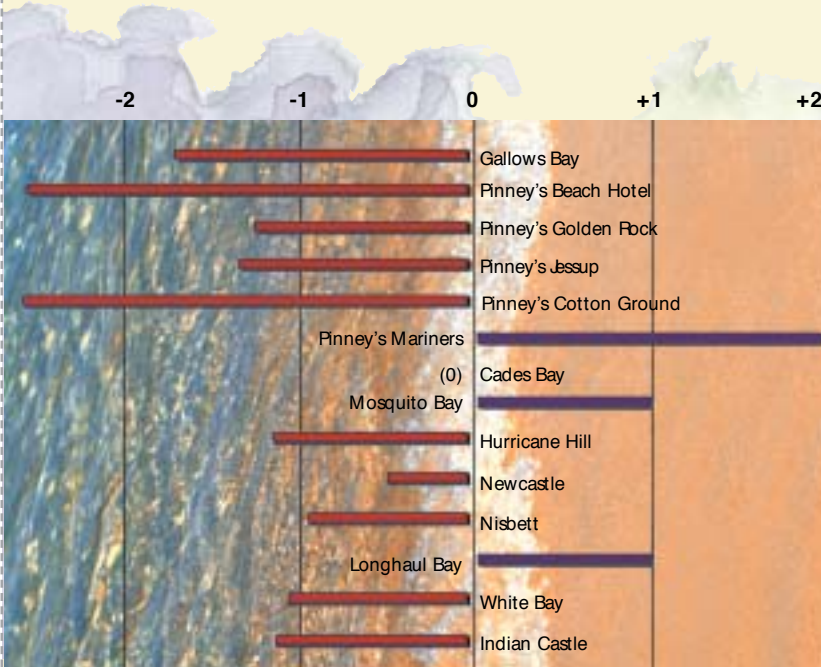 -2 -1 0 +1 +2
Gallows Bay
Pinney's Beach Hotel
Pinney's Golden Rock
Pinney's Jessup
Pinney's Cotton Ground
Pinney's Mariners
(0) Cades Bay
Mosquito Bay
Hurricane Hill
Newcastle
Nisbett
Longhaul Bay
White Bay
Indian Castle